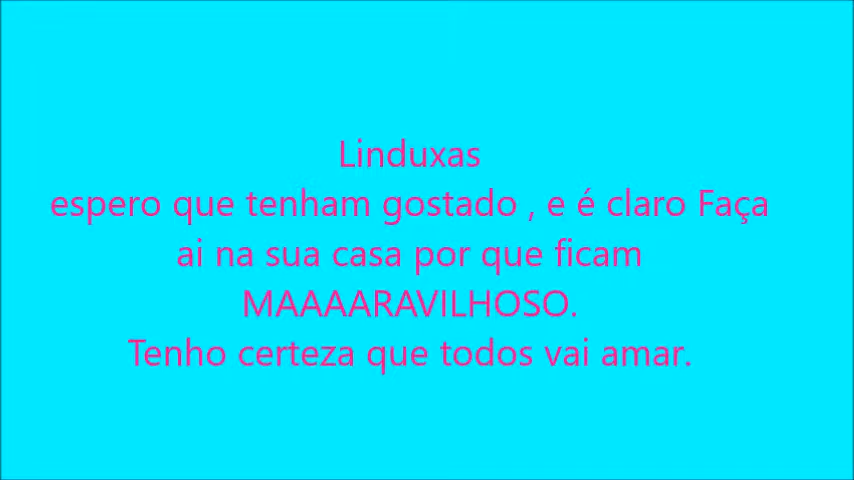 Linduxas
espero que tenham gostado , e é claro Faça
ai na sua casa por que ficam
MAAAARAVILHOSO.
Tenho certeza que todos vai amar.